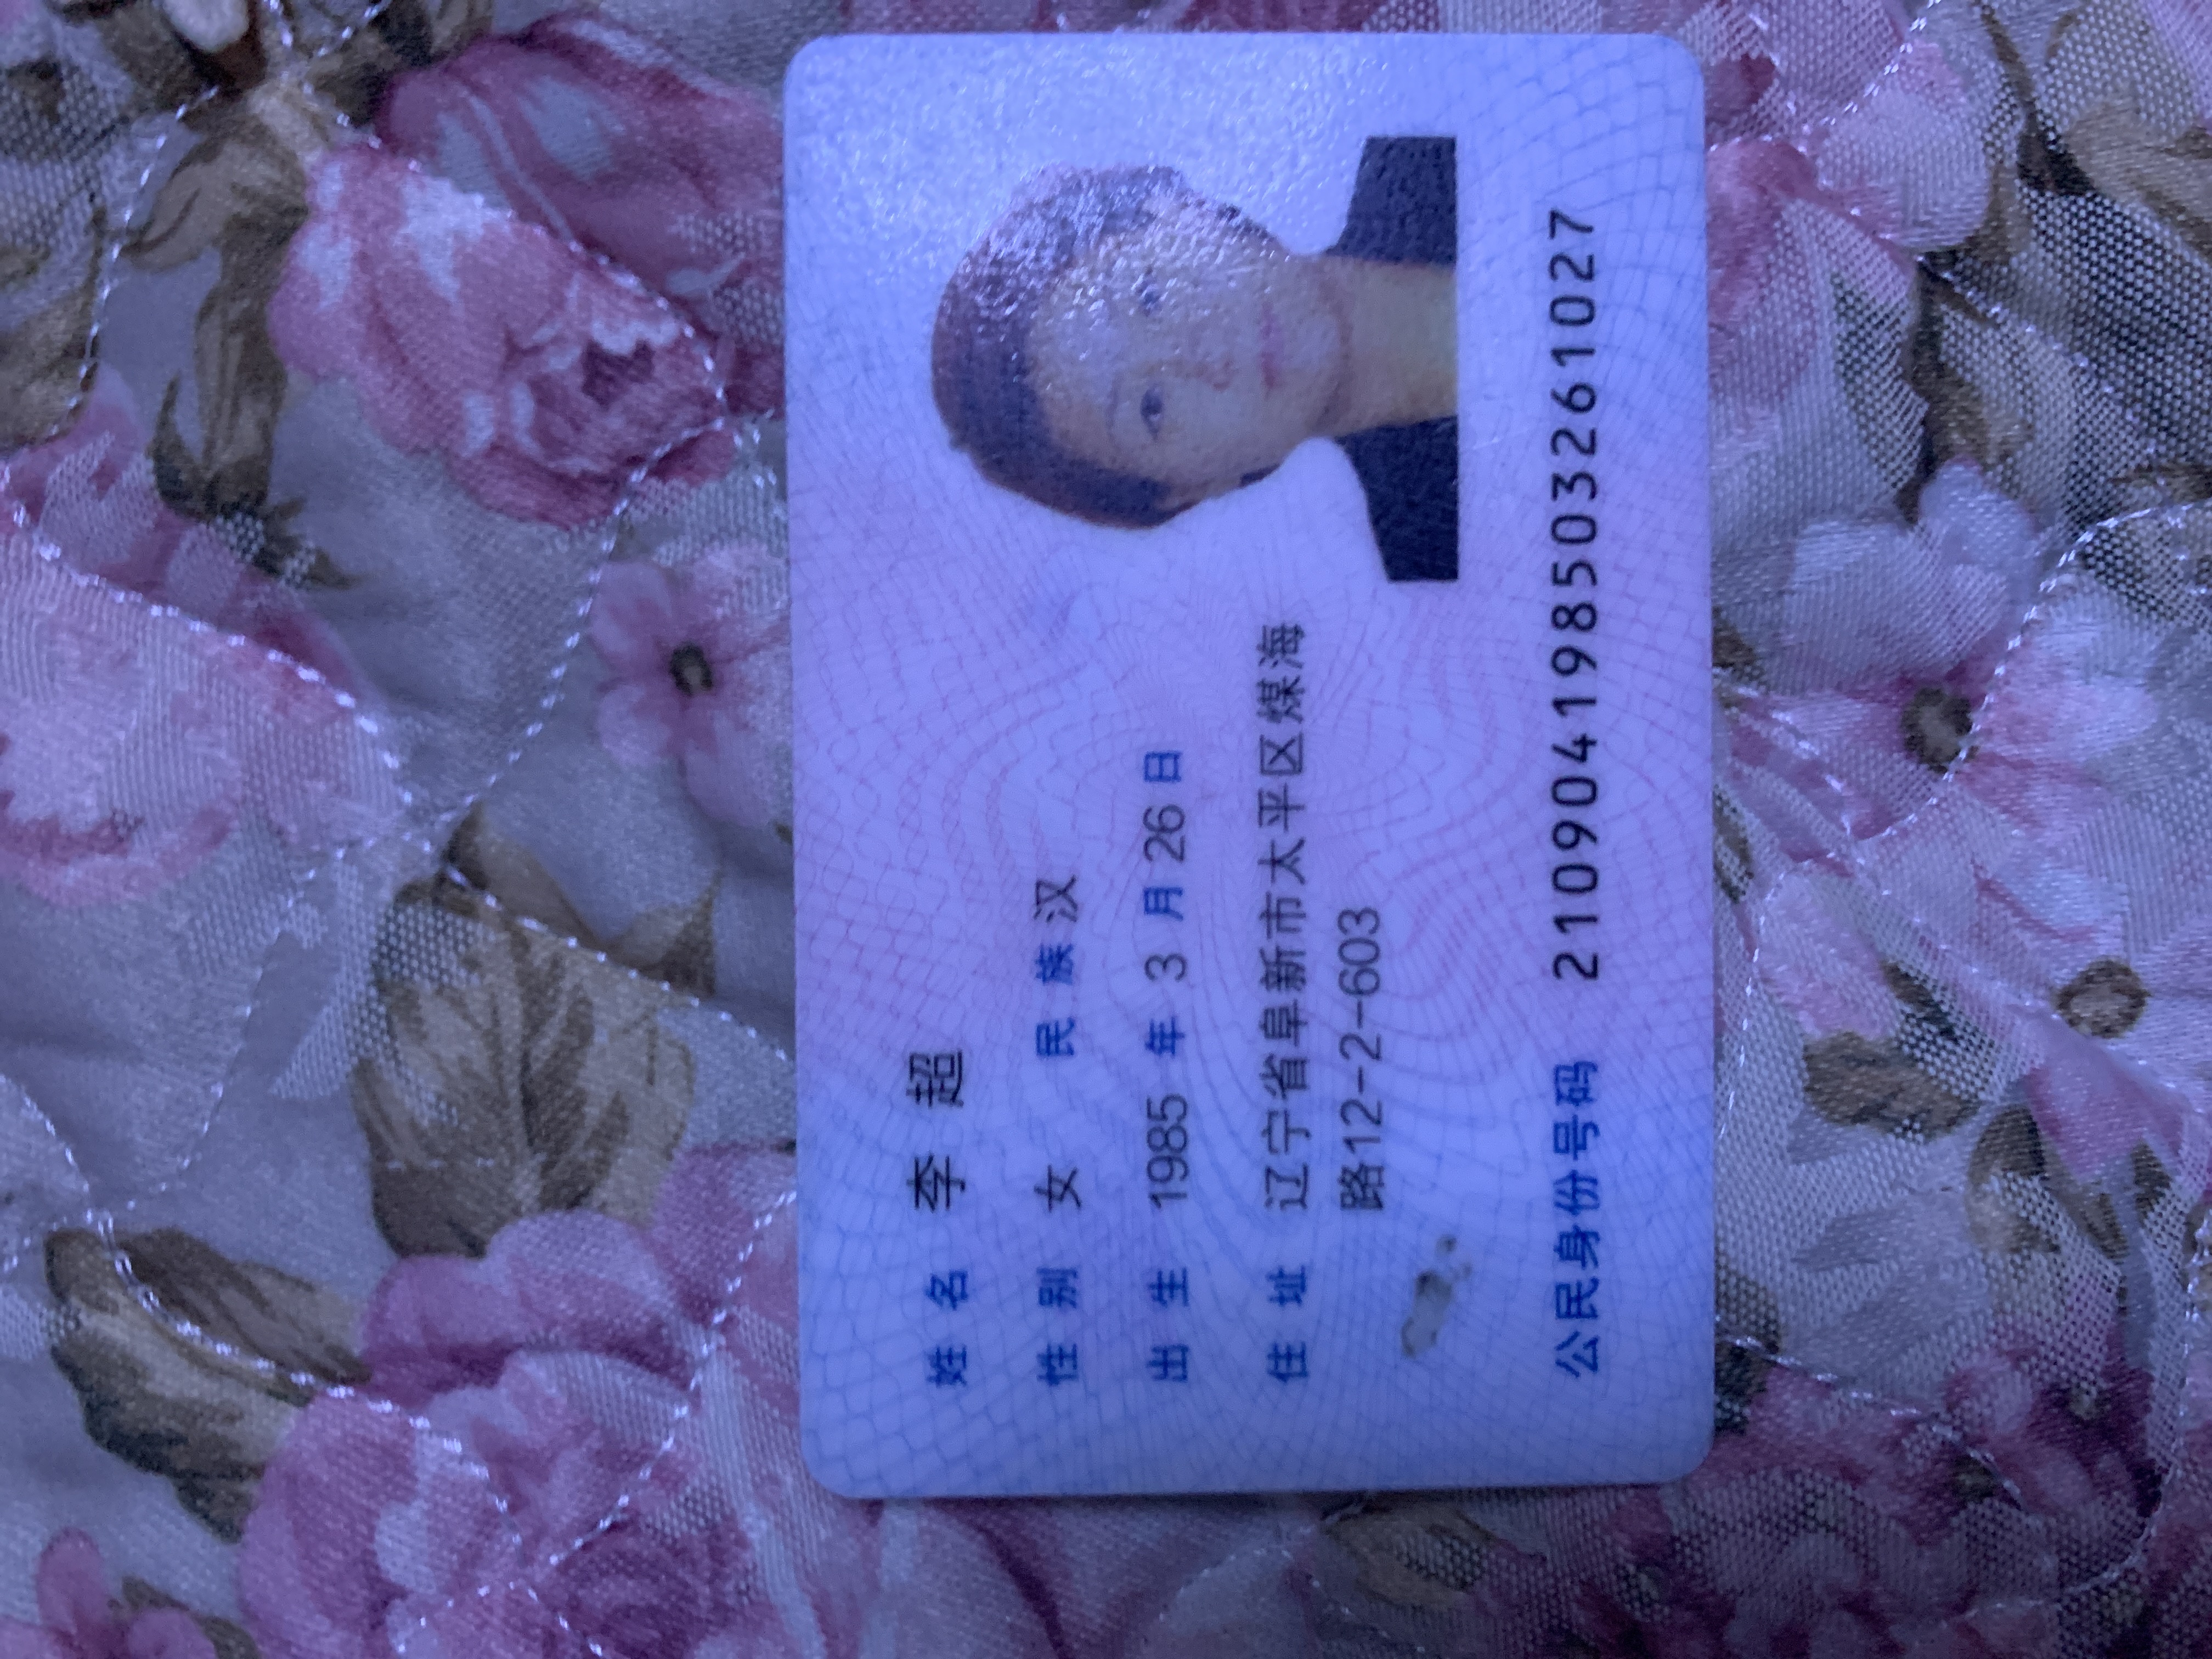 姓名 李超
性别 女 民族 汉
出生 1985 年 3 月 26 日
住址 辽宁省阜新市太平区煤海
路12-2-603
公民身份号码 210904198503261027